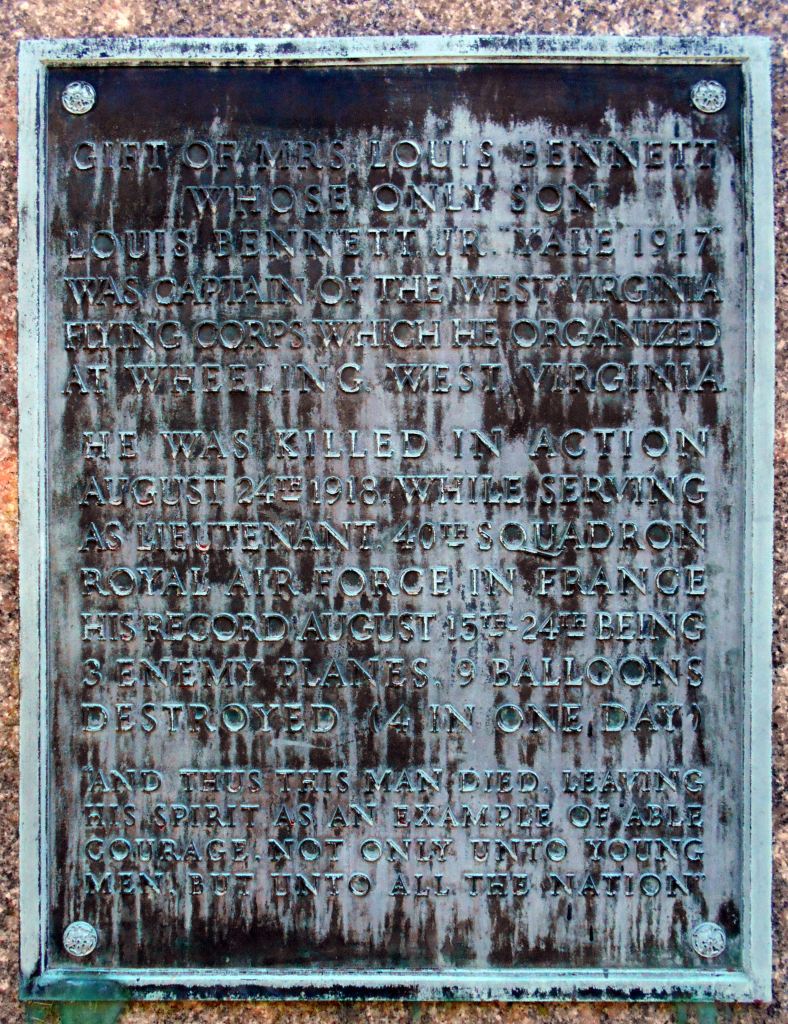 GIFT OF MRS. LOUIS BENNETT
WHOSE ONLY SON
LOUIS BENNETT JR. YALE 1917
WAS CAPTAIN OF THE WEST VIRGINIA
FLYING CORPS WHICH HE ORGANIZED
AT WHEELING, WEST VIRGINIA
HE WAS KILLED IN ACTION
AUGUST 24TH 1918, WHILE SERVING
AS LIEUTENANT, 40TH SQUADRON
ROYAL AIR FORCE IN FRANCE
HIS RECORD AUGUST 15TH-24TH BEING
3 ENEMY PLANES, 9 BALLOONS
DESTROYED (4 IN ONE DAY)
"AND THUS THIS MAN DIED, LEAVING
HIS SPIRIT AS AN EXAMPLE OF ABLE
COURAGE, NOT ONLY UNTO YOUNG
MEN, BUT UNTO ALL THE NATION"